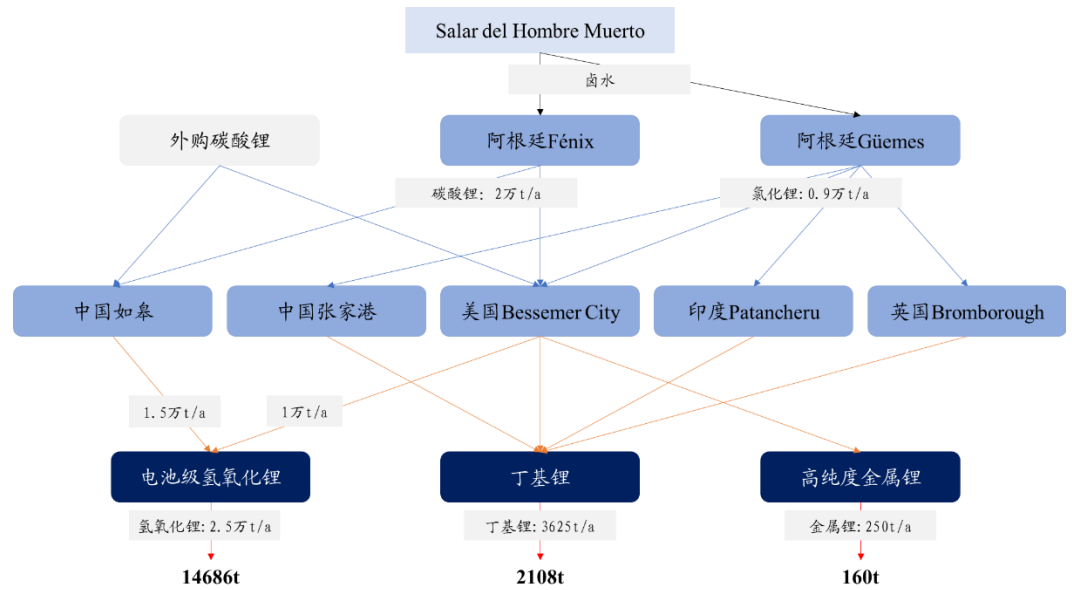 Salar del Hombre Muerto
卤水
外购碳酸锂
阿根廷Fénix
阿根廷Güemes
碳酸锂: 2万t/a
氯化锂:0.9万t/a
中国如皋
中国张家港
美国Bessemer City
印度Patancheru
英国Bromborough
1.5万t/a
1万t/a
电池级氢氧化锂
丁基锂
高纯度金属锂
氢氧化锂:2.5万t/a
丁基锂:3625t/a
金属锂:250t/a
14686t
2108t
160t